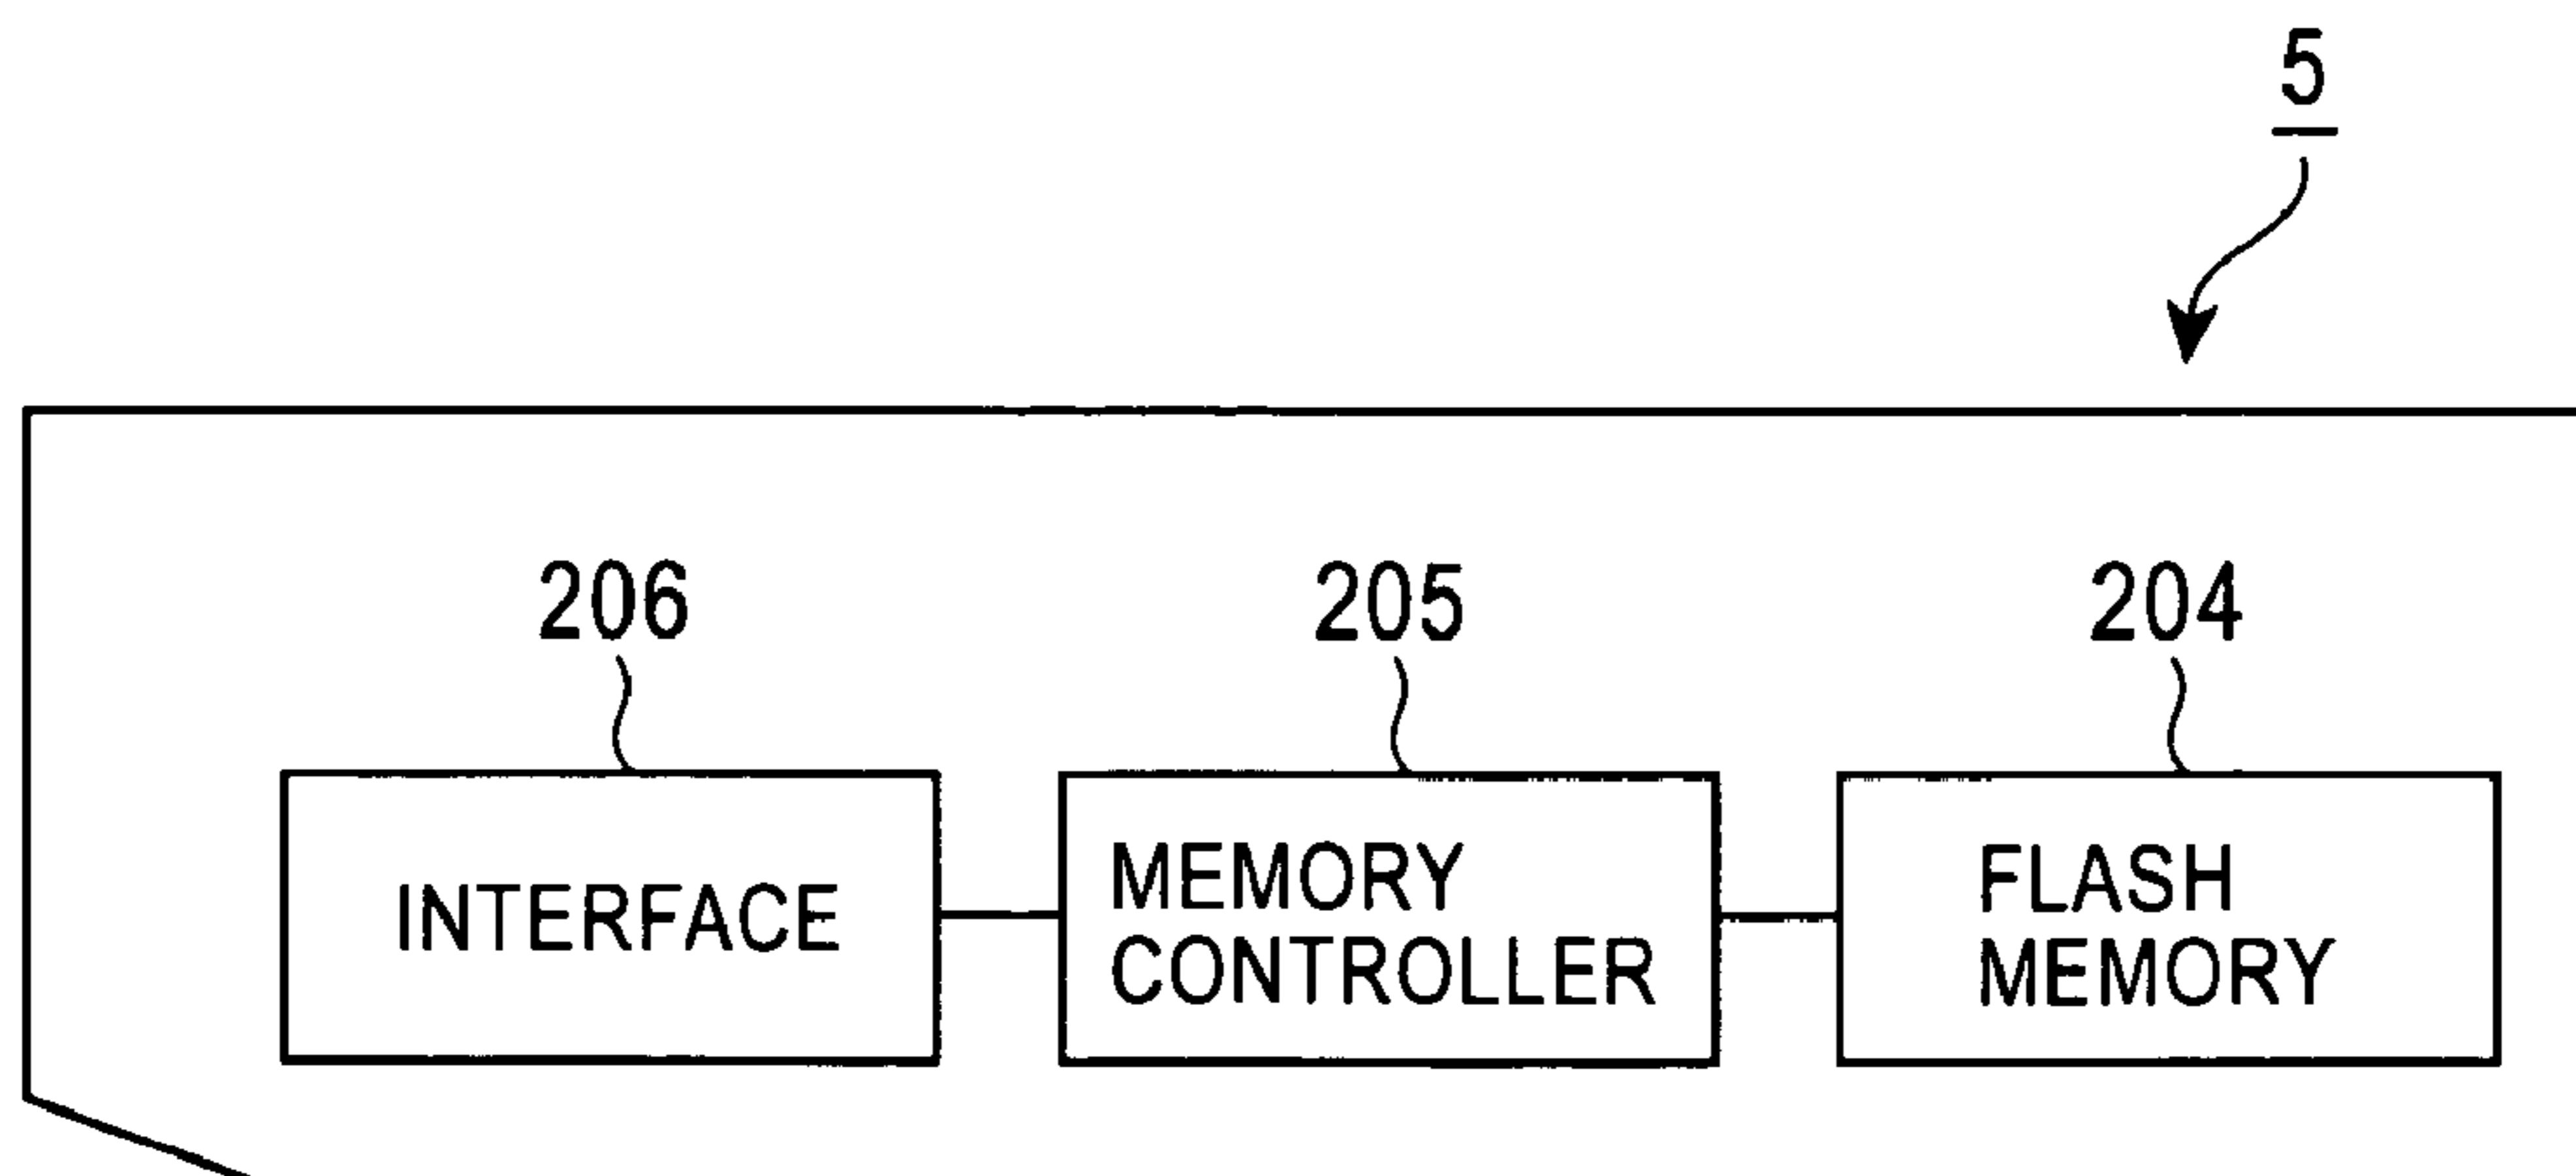 5
206
205
204
INTERFACE
MEMORY
CONTROLLER
FLASH
MEMORY